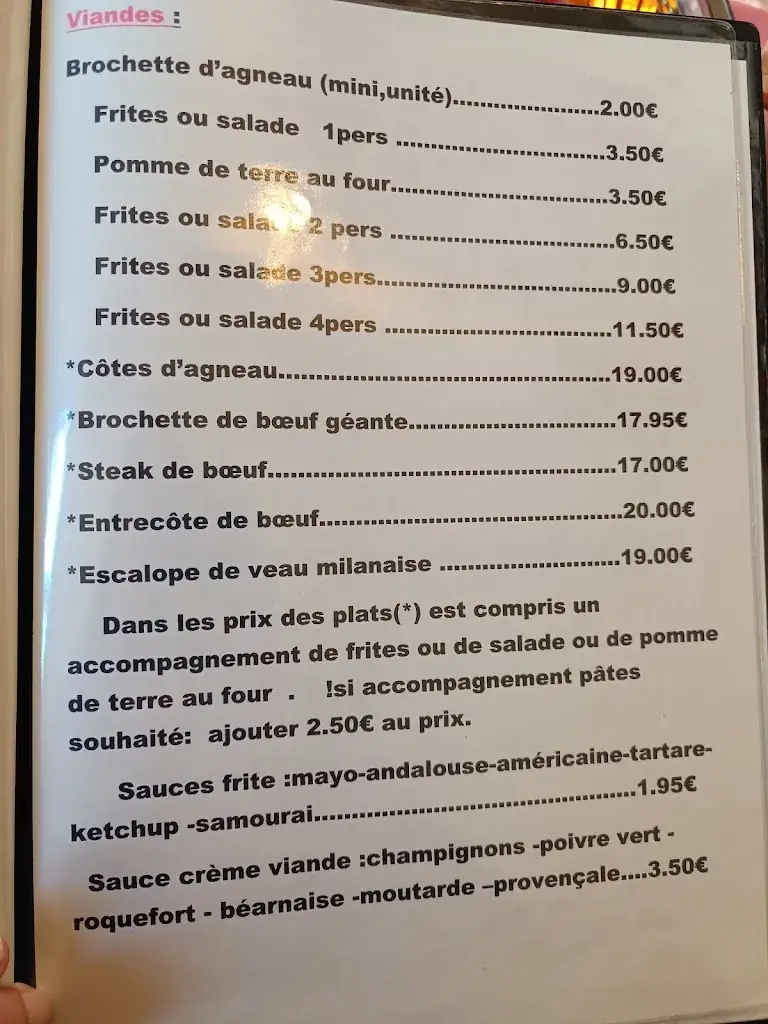 Viandes :
Brochette d'agneau (mini,unité)..........................2.00€
Frites ou salade 1pers ....................................3.50€
Pomme de terre au four.....................................3.50€
Frites ou salade 2 pers ......................................6.50€
Frites ou salade 3pers.........................................9.00€
Frites ou salade 4pers .......................................11.50€
*Côtes d'agneau.........................................................19.00€
*Brochette de bœuf géante...................................17.95€
*Steak de bœuf...........................................................17.00€
*Entrecôte de bœuf....................................................20.00€
*Escalope de veau milanaise ..............................19.00€
Dans les prix des plats(*) est compris un
accompagnement de frites ou de salade ou de pomme
de terre au four . !si accompagnement pâtes
souhaité: ajouter 2.50€ au prix.
Sauces frite :mayo-andalouse-américaine-tartare-
ketchup -samourai.......................................................1.95€
Sauce crème viande :champignons -poivre vert -
roquefort - béarnaise -moutarde –provençale....3.50€